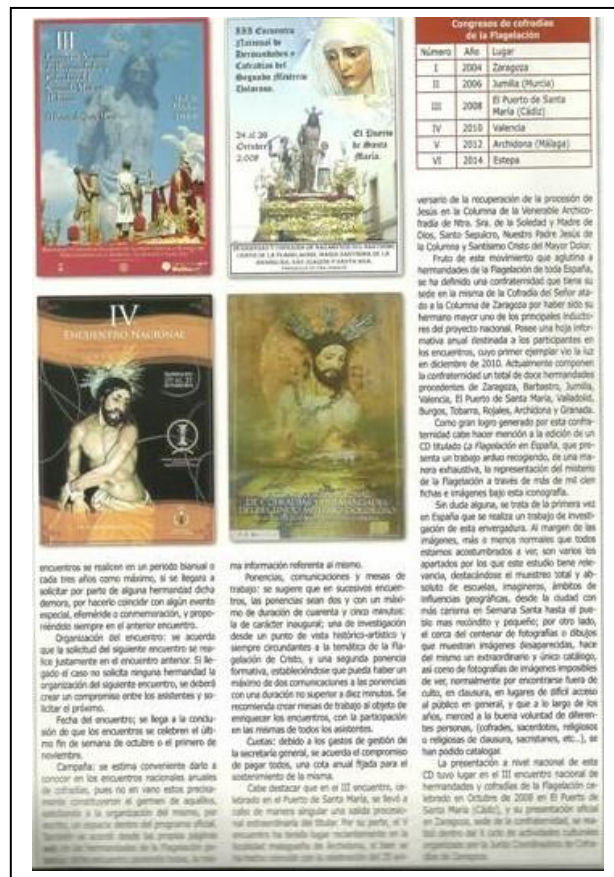 III
III Encuentro
Nacional de
Hermandades y
Cofradías del
Segundo Misterio
Doloroso.
24 al 26
Octubre
2.008
El Puerto
de Santa
María.
IV
ENCUENTRO NACIONAL
DE COFRADIAS Y HERMANDADES
Congresos de cofradías
de la Flagelación
Número Año Lugar
I 2004 Zaragoza
II 2006 Jumilla (Murcia)
III 2008 El Puerto de Santa
María (Cádiz)
IV 2010 Valencia
V 2012 Archidona (Málaga)
VI 2014 Estepa
encuentros se realicen en un periodo bianual o
cada tres años como máximo, si se llegara a
solicitar por parte de alguna hermandad dicha
demora, por hacerlo coincidir con algún evento
especial, efeméride o conmemoración, y propo-
niéndolo siempre en el anterior encuentro.
Organización del encuentro: se acuerda
que la solicitud del siguiente encuentro se rea-
lice justamente en el encuentro anterior. Si lle-
gado el caso no solicita ninguna hermandad la
organización del siguiente encuentro, se deberá
crear un compromiso entre los asistentes y so-
licitar el próximo.
Fecha del encuentro; se llega a la conclu-
sión de que los encuentros se celebren el últi-
mo fin de semana de octubre o el primero de
noviembre.
Campaña: se estima conveniente darlo a
conocer en los encuentros nacionales anuales
de cofradías, pues no en vano estos precisa-
mente constituyeron el germen de aquellos,
ma información referente al mismo.
Ponencias, comunicaciones y mesas de
trabajo: se sugiere que en sucesivos encuen-
tros, las ponencias sean dos y con un máxi-
mo de duración de cuarenta y cinco minutos:
la de carácter inaugural; una de investigación
desde un punto de vista histórico-artístico y
siempre circundantes a la temática de la Fla-
gelación de Cristo, y una segunda ponencia
formativa, estableciéndose que pueda haber un
máximo de dos comunicaciones a las ponencias
con una duración no superior a diez minutos. Se
recomienda crear mesas de trabajo al objeto de
enriquecer los encuentros, con la participación
en las mismas de todos los asistentes.
Cuotas: debido a los gastos de gestión de
la secretaría general, se acuerda el compromiso
de pagar todos, una cota anual fijada para el
sostenimiento de la misma.
Cabe destacar que en el III encuentro, ce-
lebrado en el Puerto de Santa María, se llevó a
cabo de manera singular una salida procesio-
nal extraordinaria del titular. Por su parte, si el
versario de la recuperación de la procesión de
Jesús en la Columna de la Venerable Archico-
fradía de Ntra. Sra. de la Soledad y Madre de
Dios, Santo Sepulcro, Nuestro Padre Jesús de
la Columna y Santísimo Cristo del Mayor Dolor.
Fruto de este movimiento que aglutina a
hermandades de la Flagelación de toda España,
se ha definido una confraternidad que tiene su
sede en la misma de la Cofradía del Señor ata-
do a la Columna de Zaragoza por haber sido su
hermano mayor uno de los principales inducto-
res del proyecto nacional. Posee una hoja infor-
mativa anual destinada a los participantes en
los encuentros, cuyo primer ejemplar vio la luz
en diciembre de 2010. Actualmente componen
la confraternidad un total de doce hermandades
procedentes de Zaragoza, Barbastro, Jumilla,
Valencia, El Puerto de Santa María, Valladolid,
Burgos, Tobarra, Rojales, Archidona y Granada.
Como gran logro generado por esta confra-
ternidad cabe hacer mención a la edición de un
CD titulado La Flagelación en España, que pre-
senta un trabajo arduo recogiendo, de una ma-
nera exhaustiva, la representación del misterio
de la Flagelación a través de más de mil cien
fichas e imágenes bajo esta iconografía.
Sin duda alguna, se trata de la primera vez
en España que se realiza un trabajo de investi-
gación de esta envergadura. Al margen de las
imágenes, más o menos normales que todos
estamos acostumbrados a ver, son varios los
apartados por los que este estudio tiene rele-
vancia, destacándose el muestreo total y ab-
soluto de escuelas, imagineros, ámbitos de
influencias geográficas, desde la ciudad con
más carisma en Semana Santa hasta el pue-
blo mas recóndito y pequeño; por otro lado,
el cerca del centenar de fotografías o dibujos
que muestran imágenes desaparecidas, hace
del mismo un extraordinario y único catálogo,
así como de fotografías de imágenes imposibles
de ver, normalmente por encontrarse fuera de
culto, en clausura, en lugares de difícil acceso
al público en general, y que a lo largo de los
años, merced a la buena voluntad de diferen-
tes personas, (cofrades, sacerdotes, religiosos
o religiosas de clausura, sacristanes, etc...), se
han podido catalogar.
La presentación a nivel nacional de este
CD tuvo lugar en el III encuentro nacional de
hermandades y cofradías de la Flagelación ce-
lebrado en Octubre de 2008 en El Puerto de
Santa María (Cádiz), y su presentación oficial
en Zaragoza, sede de la confraternidad, se rea-